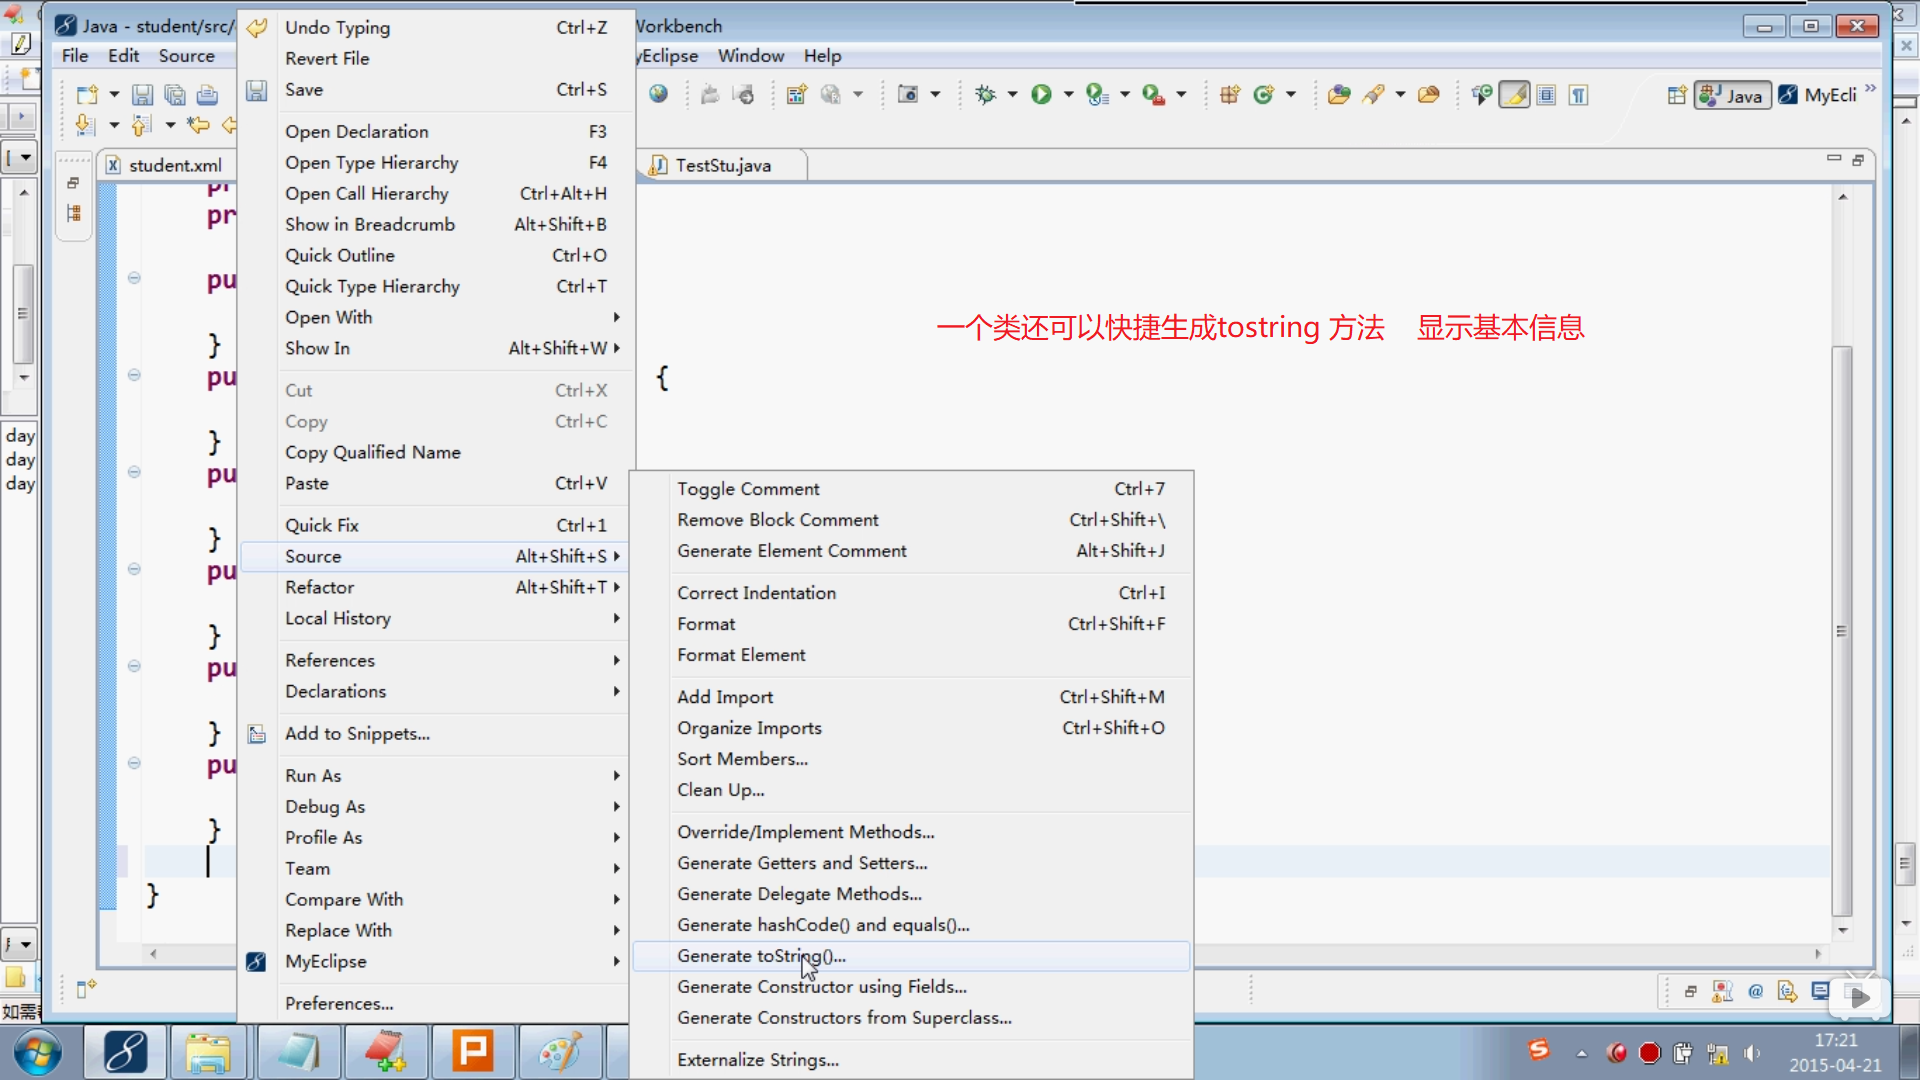 Java - student/src/
Workbench
File Edit Source
yEclipse Window Help
Java
MyEcli
student.xml
TestStu.java
Undo Typing Ctrl+Z
Revert File
Save Ctrl+S
Open Declaration F3
Open Type Hierarchy F4
Open Call Hierarchy Ctrl+Alt+H
Show in Breadcrumb Alt+Shift+B
Quick Outline Ctrl+O
Quick Type Hierarchy Ctrl+T
Open With
Show In Alt+Shift+W
Cut Ctrl+X
Copy Ctrl+C
Copy Qualified Name
Paste Ctrl+V
Quick Fix Ctrl+1
Source Alt+Shift+S
Refactor Alt+Shift+T
Local History
References
Declarations
Add to Snippets...
Run As
Debug As
Profile As
Team
Compare With
Replace With
MyEclipse
Preferences...
Toggle Comment Ctrl+7
Remove Block Comment Ctrl+Shift+\
Generate Element Comment Alt+Shift+J
Correct Indentation Ctrl+I
Format Ctrl+Shift+F
Format Element
Add Import Ctrl+Shift+M
Organize Imports Ctrl+Shift+O
Sort Members...
Clean Up...
Override/Implement Methods...
Generate Getters and Setters...
Generate Delegate Methods...
Generate hashCode() and equals()...
Generate toString()...
Generate Constructor using Fields...
Generate Constructors from Superclass...
Externalize Strings...
一个类还可以快捷生成tostring 方法 显示基本信息
pr
pu
{
}
pu
}
pu
}
pu
}
pu
}
pu
}
}
day
day
day
如需
17:21
2015-04-21